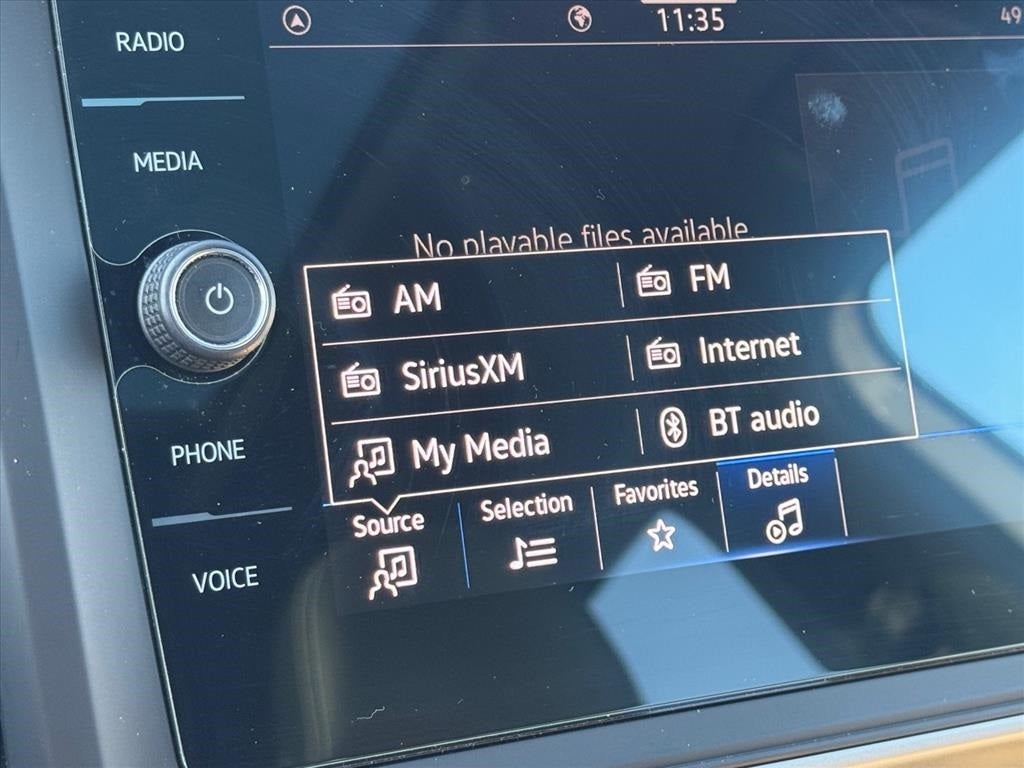 RADIO
MEDIA
PHONE
VOICE
11:35
49
No playable files available
AM
FM
SiriusXM
Internet
My Media
BT audio
Source
Selection
Favorites
Details